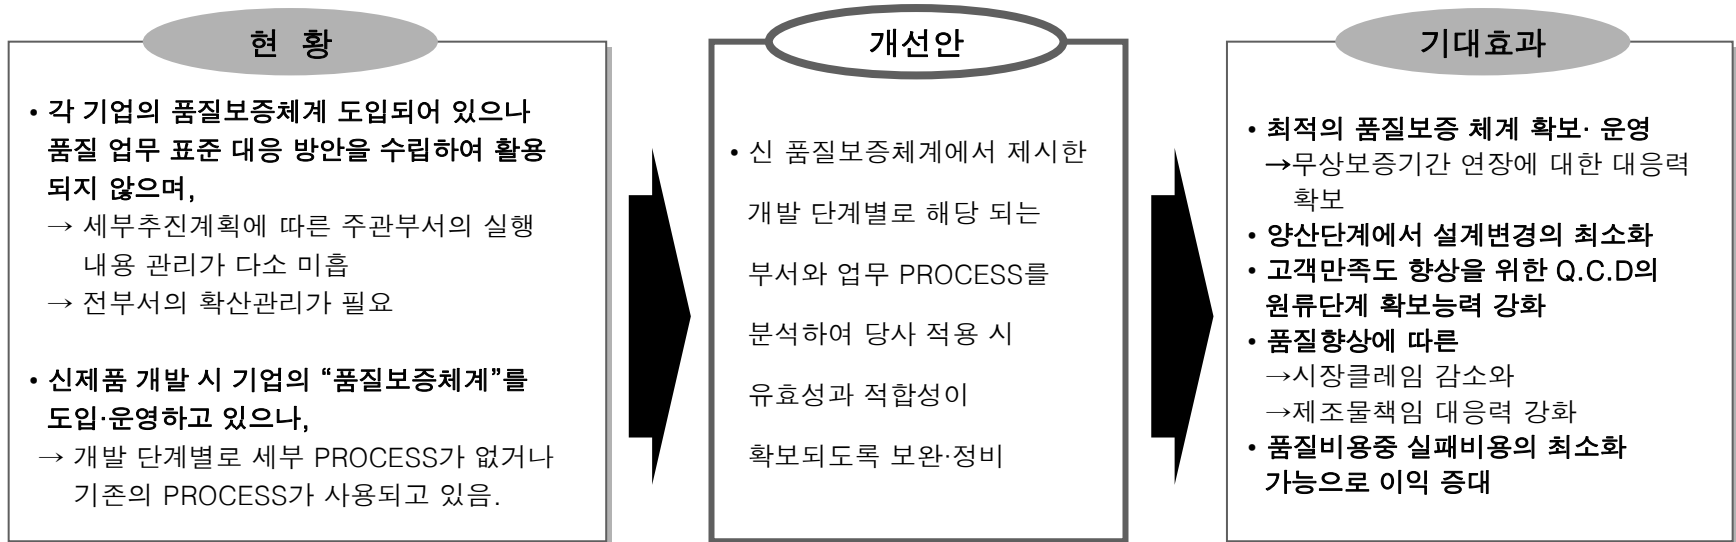 현 황
• 각 기업의 품질보증체계 도입되어 있으나
품질 업무 표준 대응 방안을 수립하여 활용
되지 않으며,
→ 세부추진계획에 따른 주관부서의 실행
내용 관리가 다소 미흡
→ 전부서의 확산관리가 필요
• 신제품 개발 시 기업의 “품질보증체계”를
도입·운영하고 있으나,
→ 개발 단계별로 세부 PROCESS가 없거나
기존의 PROCESS가 사용되고 있음.
개선안
• 신 품질보증체계에서 제시한
개발 단계별로 해당 되는
부서와 업무 PROCESS를
분석하여 당사 적용 시
유효성과 적합성이
확보되도록 보완·정비
기대효과
• 최적의 품질보증 체계 확보· 운영
→무상보증기간 연장에 대한 대응력
확보
• 양산단계에서 설계변경의 최소화
• 고객만족도 향상을 위한 Q.C.D의
원류단계 확보능력 강화
• 품질향상에 따른
→시장클레임 감소와
→제조물책임 대응력 강화
• 품질비용중 실패비용의 최소화
가능으로 이익 증대